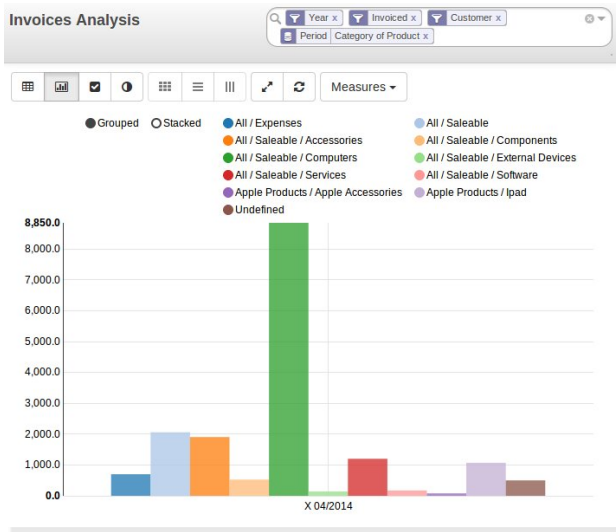 Invoices Analysis
Year x Invoiced x Customer x
Period Category of Product x
Measures
Grouped Stacked All / Expenses All / Saleable
All / Saleable / Accessories All / Saleable / Components
All / Saleable / Computers All / Saleable / External Devices
All / Saleable / Services All / Saleable / Software
Apple Products / Apple Accessories Apple Products / Ipad
Undefined
8,850.0
8,000.0
7,000.0
6,000.0
5,000.0
4,000.0
3,000.0
2,000.0
1,000.0
0.0
X 04/2014